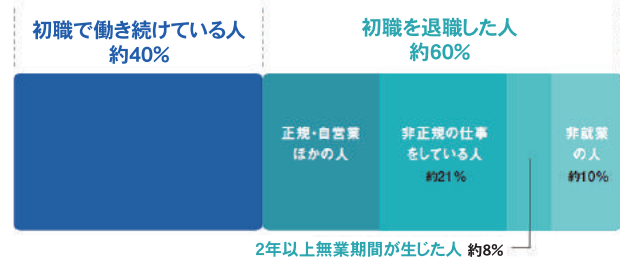 初職で働き続けている人
約40%
初職を退職した人
約60%
正規・自営業
ほかの人
非正規の仕事
をしている人
約21%
非就業
の人
約10%
2年以上無業期間が生じた人 約8%